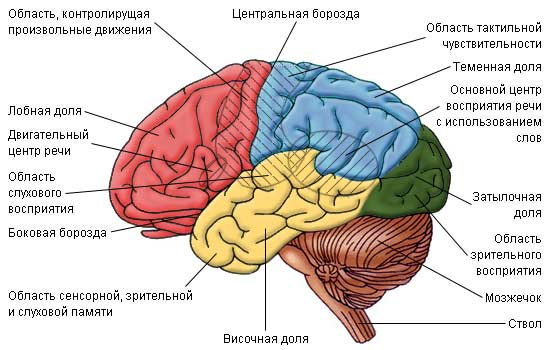 Область, контролирущая
произвольные движения
Центральная борозда
Область тактильной
чувствительности
Теменная доля
Основной центр
восприятия речи
с использованием
слов
Лобная доля
Двигательный
центр речи
Область
слухового
восприятия
Боковая борозда
Затылочная
доля
Область
зрительного
восприятия
Мозжечок
Ствол
Область сенсорной, зрительной
и слуховой памяти
Височная доля